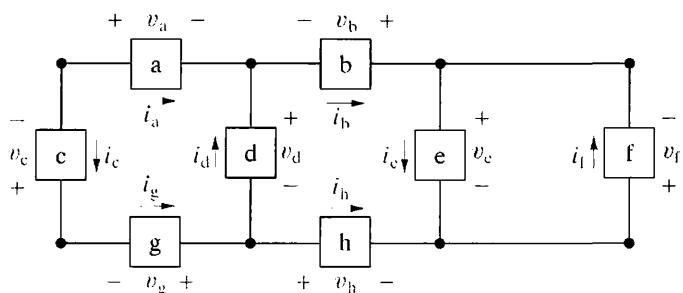 + v_a − − v_b +
a b
i_a i_b
− + + −
v_c c i_c i_d d v_d i_e e v_e i_f f v_f
+ − − +
i_g i_h
g h
− v_g + + v_h −